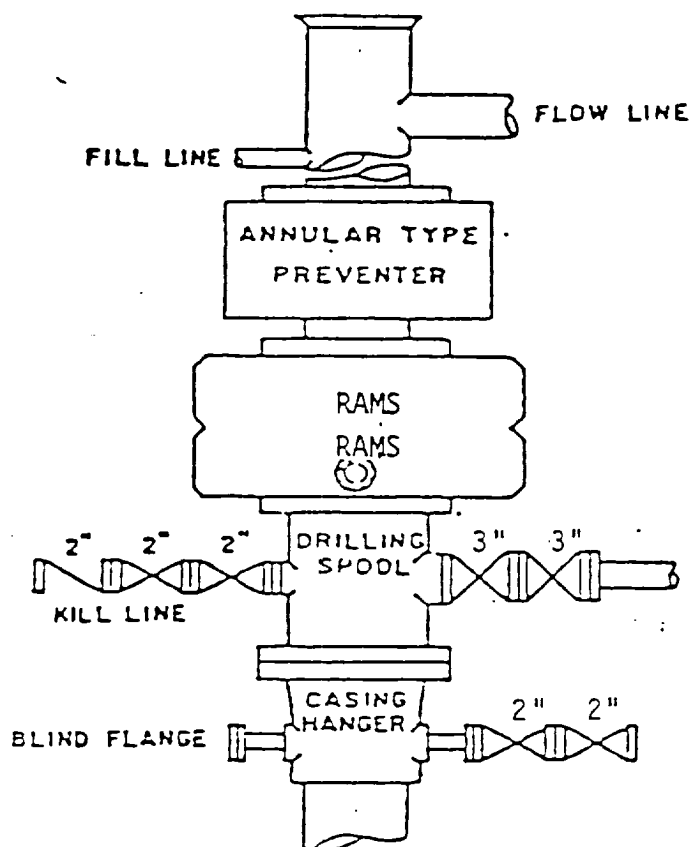 FLOW LINE
FILL LINE
ANNULAR TYPE
PREVENTER
RAMS
RAMS
2" 2" 2"
DRILLING
SPOOL
3" 3"
KILL LINE
CASING
HANGER
2" 2"
BLIND FLANGE